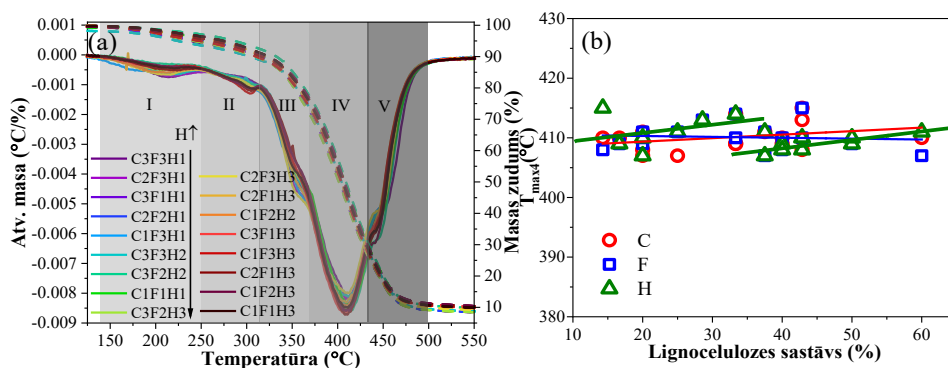 (a)
0.001
0.000
-0.001
-0.002
-0.003
-0.004
-0.005
-0.006
-0.007
-0.008
-0.009
Atv. masa (°C/%)
I
II
III
IV
V
H↑
C3F3H1
C2F3H1
C3F1H1
C2F2H1
C1F3H1
C3F3H2
C3F2H2
C1F1H1
C3F2H3
C2F3H3
C2F1H3
C1F2H2
C3F1H3
C1F3H3
C2F1H3
C1F2H3
C1F1H3
150 200 250 300 350 400 450 500 550
Temperatūra (°C)
100
90
80
70
60
50
40
30
20
10
Masas zudums (%)
(b)
430
420
410
400
380
Tmax4(°C)
C
F
H
10 20 30 40 50 60
Lignocelulozes sastāvs (%)